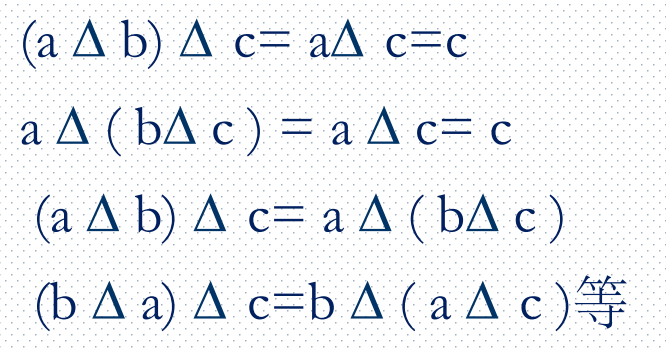 (a Δ b) Δ c= aΔ c=c
a Δ ( bΔ c ) = a Δ c= c
(a Δ b) Δ c= a Δ ( bΔ c )
(b Δ a) Δ c=b Δ ( a Δ c )等